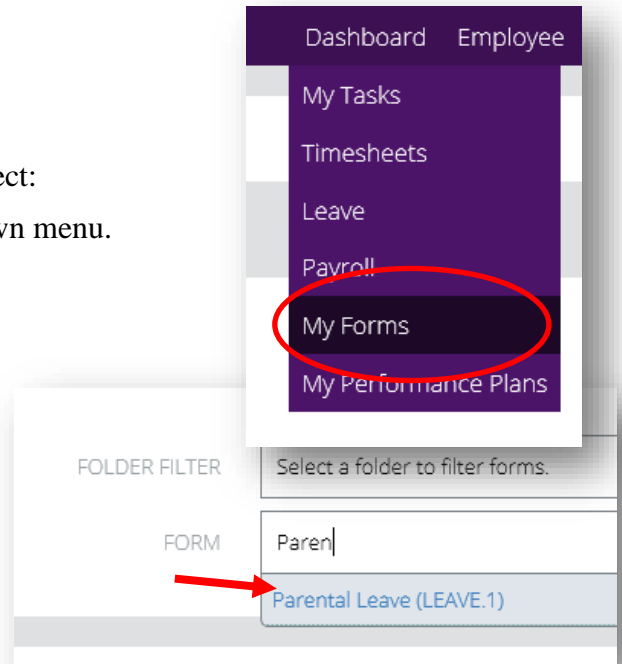 Dashboard Employee
My Tasks
Timesheets
Leave
Payroll
My Forms
My Performance Plans
ect:
wn menu.
FOLDER FILTER Select a folder to filter forms.
FORM Paren
Parental Leave (LEAVE.1)